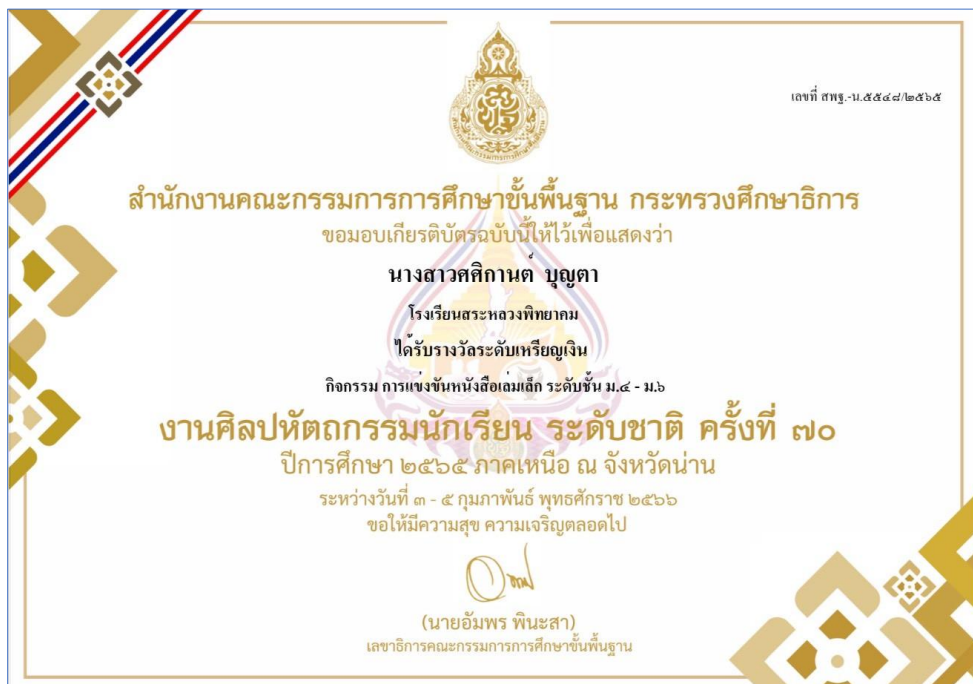 เลขที่ สพฐ.-น.๕๕๔๘/๒๕๖๕
สำนักงานคณะกรรมการการศึกษาขั้นพื้นฐาน กระทรวงศึกษาธิการ
ขอมอบเกียรติบัตรฉบับนี้ให้ไว้เพื่อแสดงว่า
นางสาวศศิกานต์ บุญตา
โรงเรียนสระหลวงพิทยาคม
ได้รับรางวัลระดับเหรียญเงิน
กิจกรรม การแข่งขันหนังสือเล่มเล็ก ระดับชั้น ม.๔ - ม.๖
งานศิลปหัตถกรรมนักเรียน ระดับชาติ ครั้งที่ ๗๐
ปีการศึกษา ๒๕๖๕ ภาคเหนือ ณ จังหวัดน่าน
ระหว่างวันที่ ๓ - ๕ กุมภาพันธ์ พุทธศักราช ๒๕๖๖
ขอให้มีความสุข ความเจริญตลอดไป
(นายอัมพร พินะสา)
เลขาธิการคณะกรรมการการศึกษาขั้นพื้นฐาน